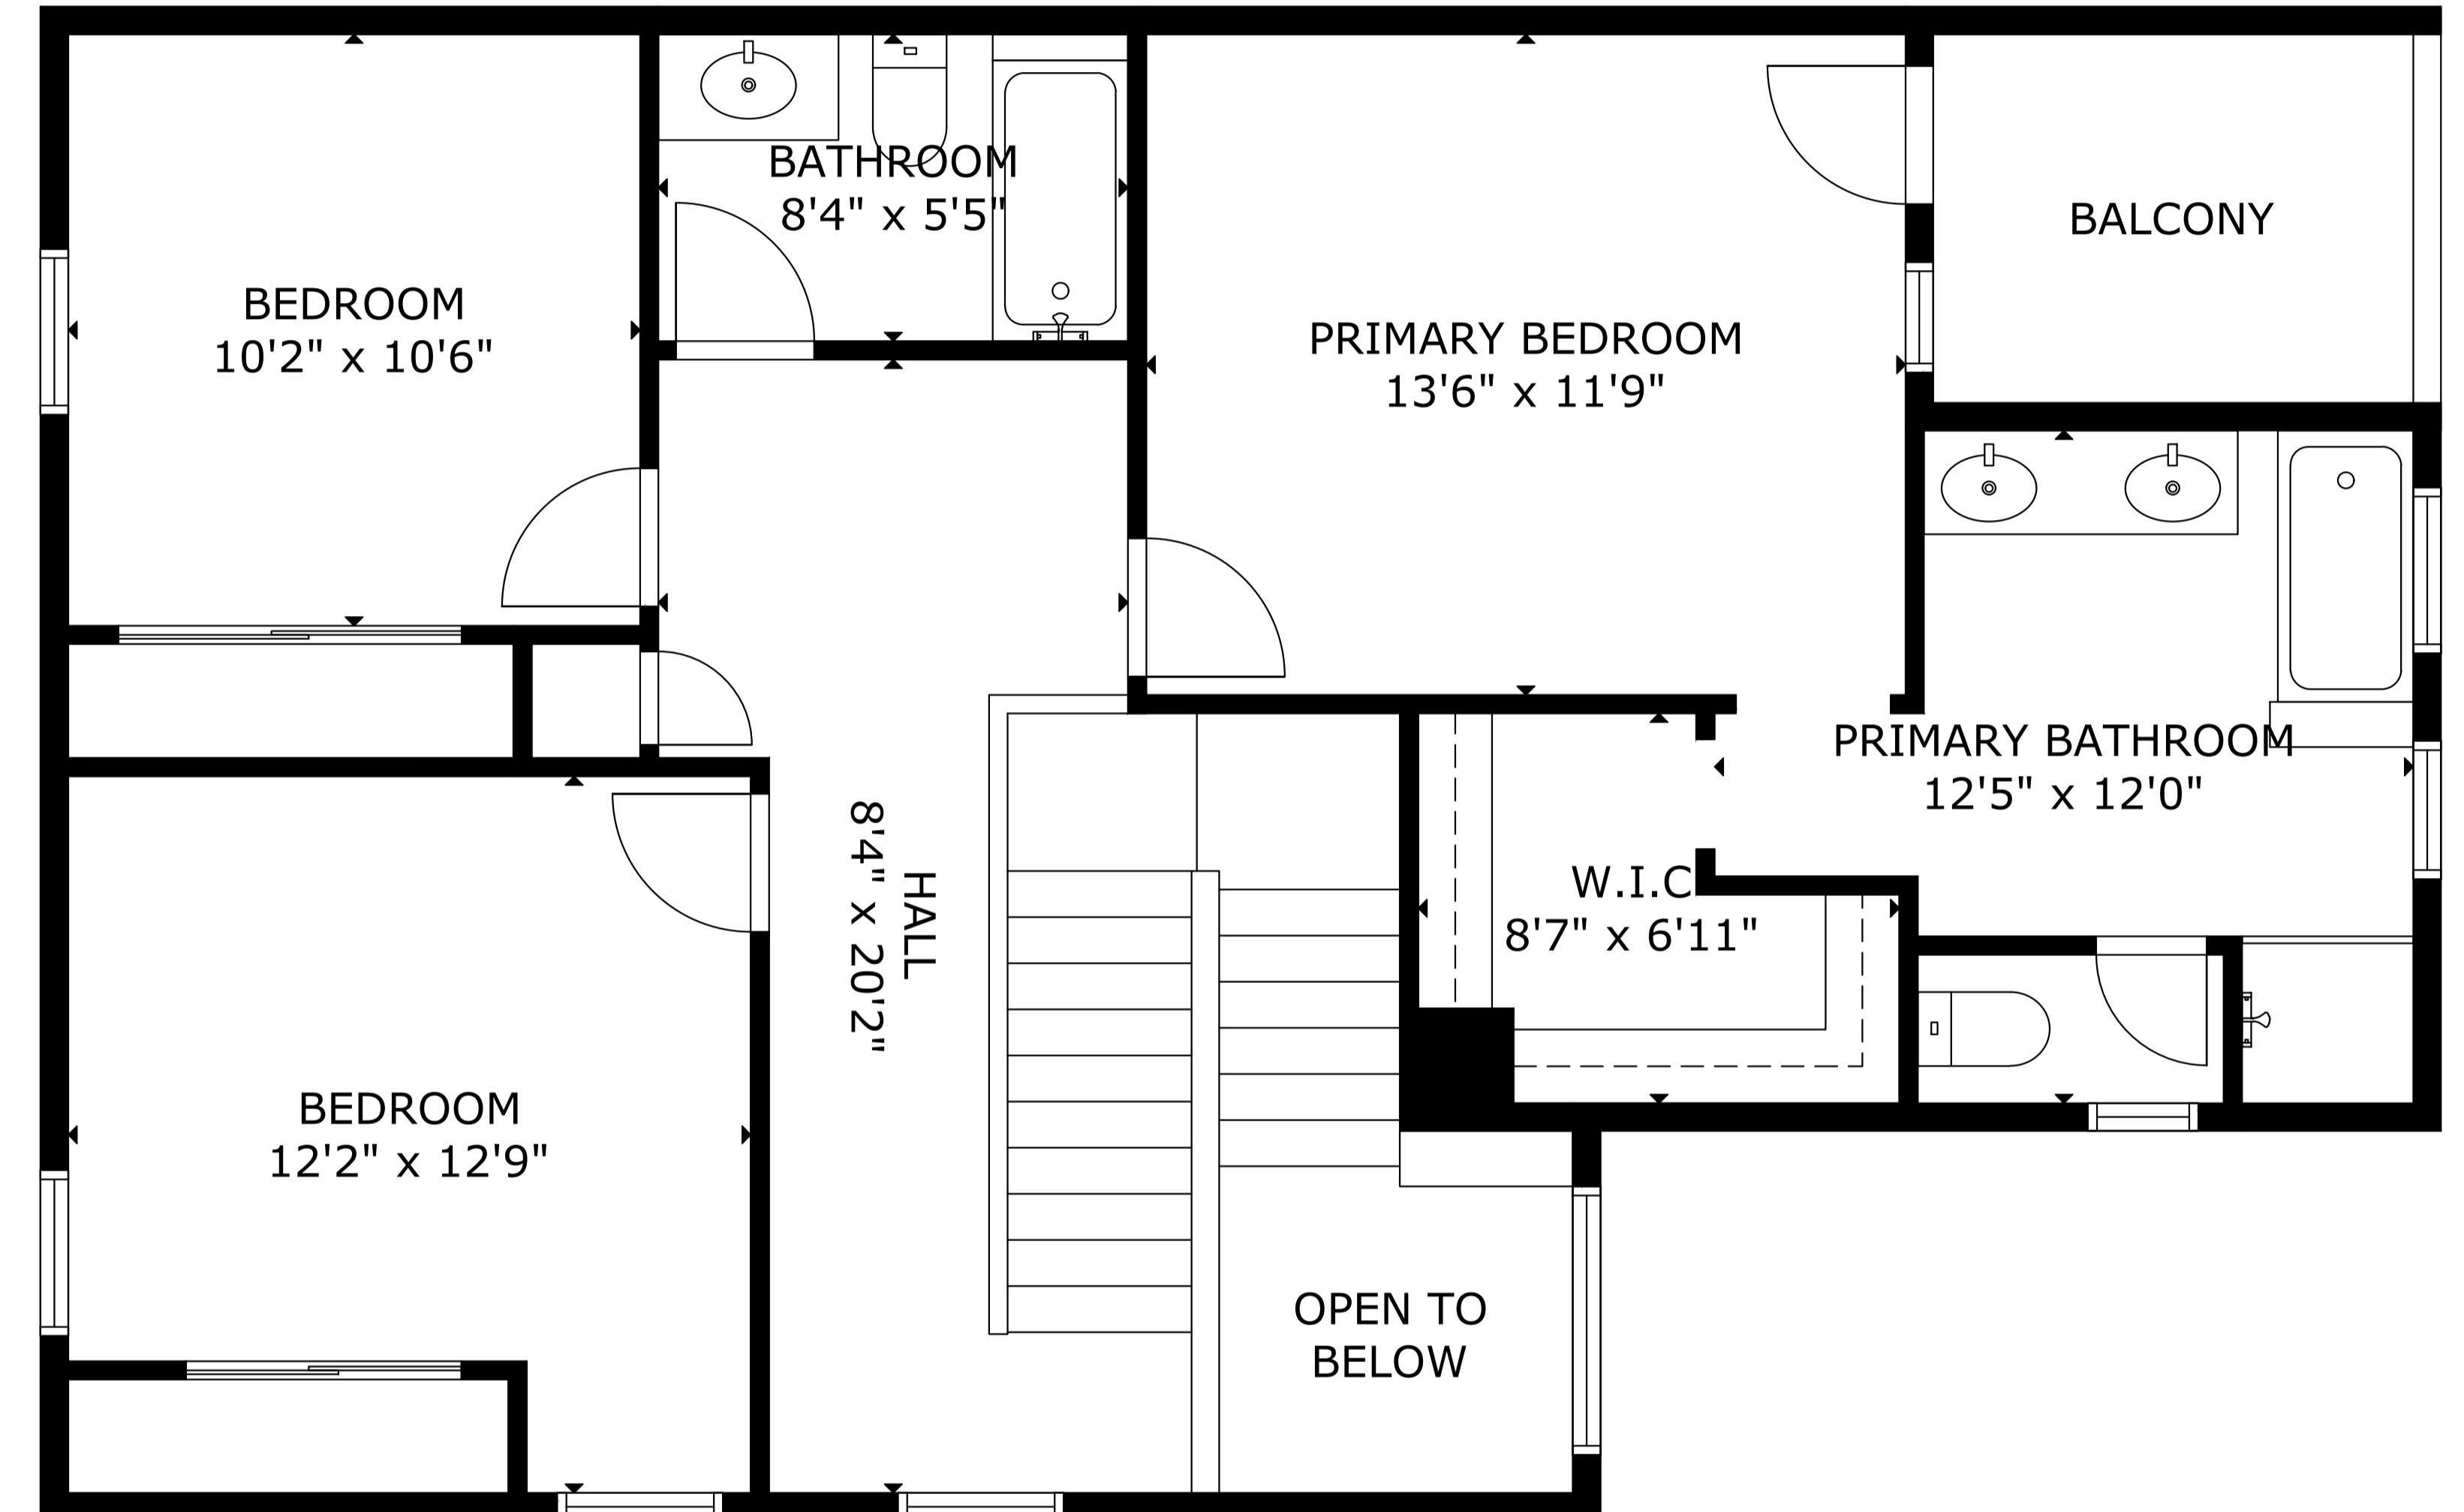 BATHROOM
8'4" x 5'5"
BALCONY
BEDROOM
10'2" x 10'6"
PRIMARY BEDROOM
13'6" x 11'9"
PRIMARY BATHROOM
12'5" x 12'0"
HALL
8'4" x 20'2"
W.I.C
8'7" x 6'11"
BEDROOM
12'2" x 12'9"
OPEN TO
BELOW